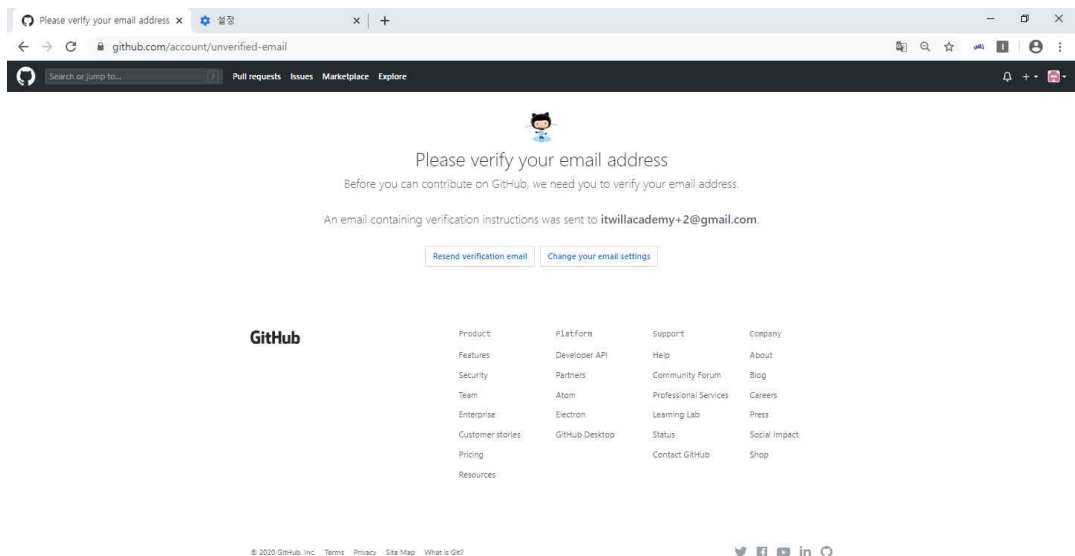 Please verify your email address
설정
github.com/account/unverified-email
Search or jump to...
/
Pull requests Issues Marketplace Explore
Please verify your email address
Before you can contribute on GitHub, we need you to verify your email address.
An email containing verification instructions was sent to itwillacademy+2@gmail.com.
Resend verification email Change your email settings
GitHub
Product Platform Support Company
Features Developer API Help About
Security Partners Community Forum Blog
Team Atom Professional Services Careers
Enterprise Electron Learning Lab Press
Customer stories GitHub Desktop Status Social Impact
Pricing Contact GitHub Shop
Resources
© 2020 GitHub, Inc. Terms Privacy Site Map What is Git?